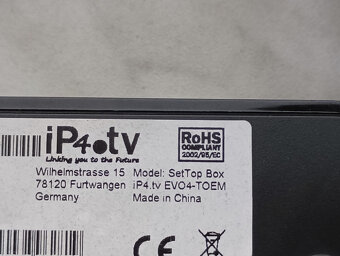 iP4.tv
Linking you to the Future
RoHS
COMPLIANT
2002/95/EC
Wilhelmstrasse 15 Model: SetTop Box
78120 Furtwangen iP4.tv EVO4-TOEM
Germany Made in China
CE